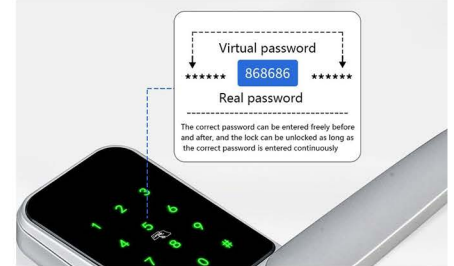 Virtual password
****** 868686 ******
Real password
The correct password can be entered freely before
and after, and the lock can be unlocked as long as
the correct password is entered continuously
3
2 6
1 5 9
4 8 #
7 0